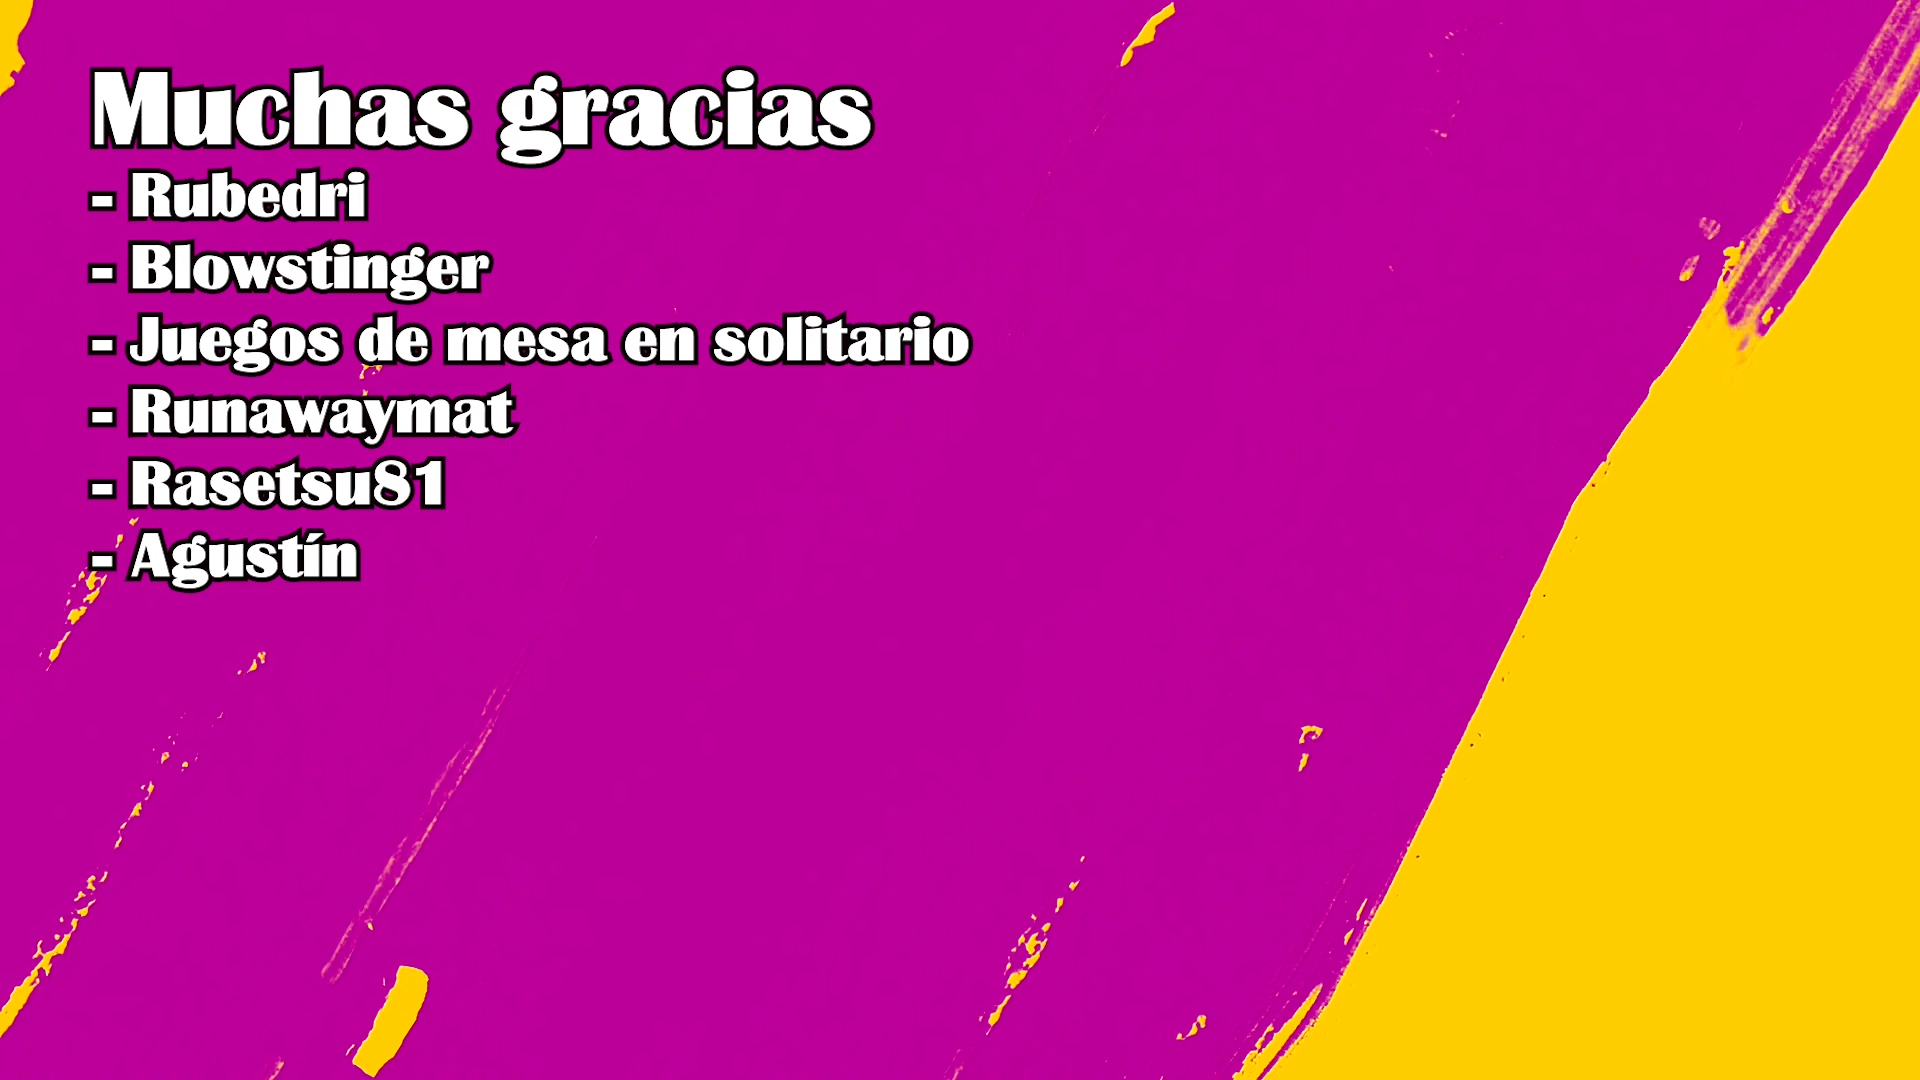 Muchas gracias
- Rubedri
- Blowstinger
- Juegos de mesa en solitario
- Runawaymat
- Rasetsu81
- Agustín